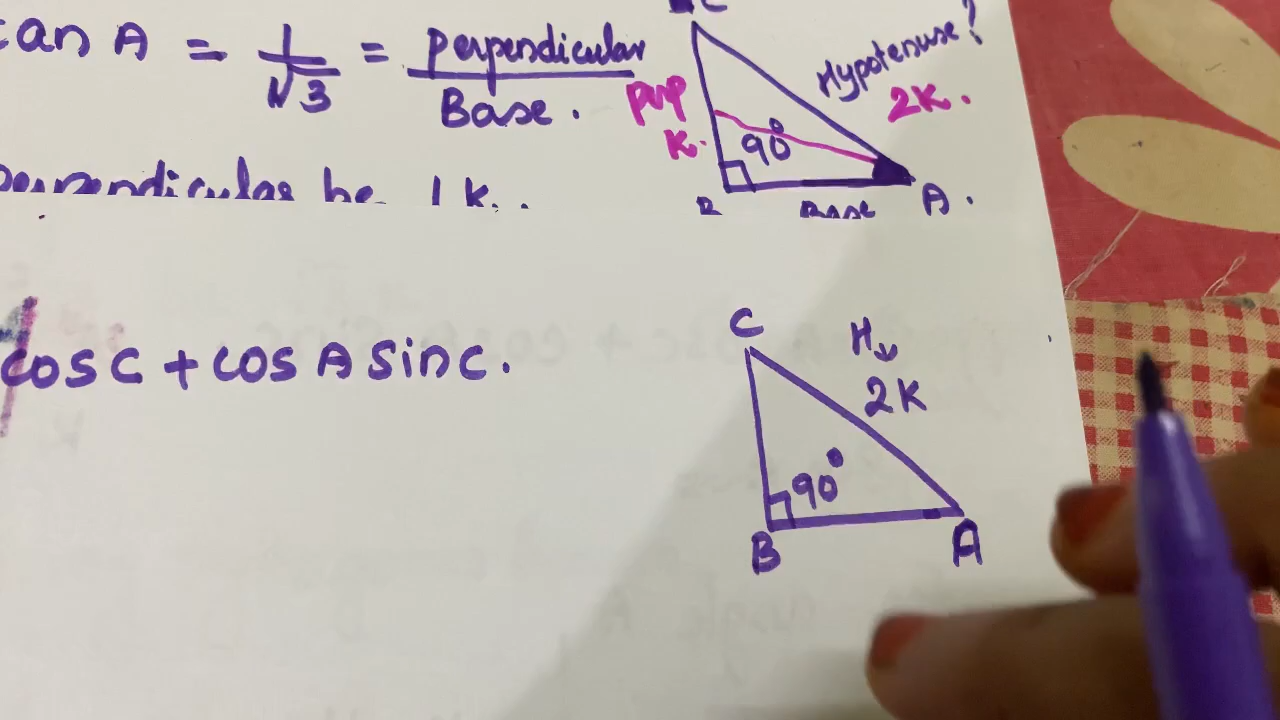 tan A = 1/√3 = perpendicular/Base.
C
Hypotenuse?
perp
K.
2K.
90°
perpendicular be 1k..
B
Base
A.
cos C + cos A sin C.
C
H
2K
90°
B
A